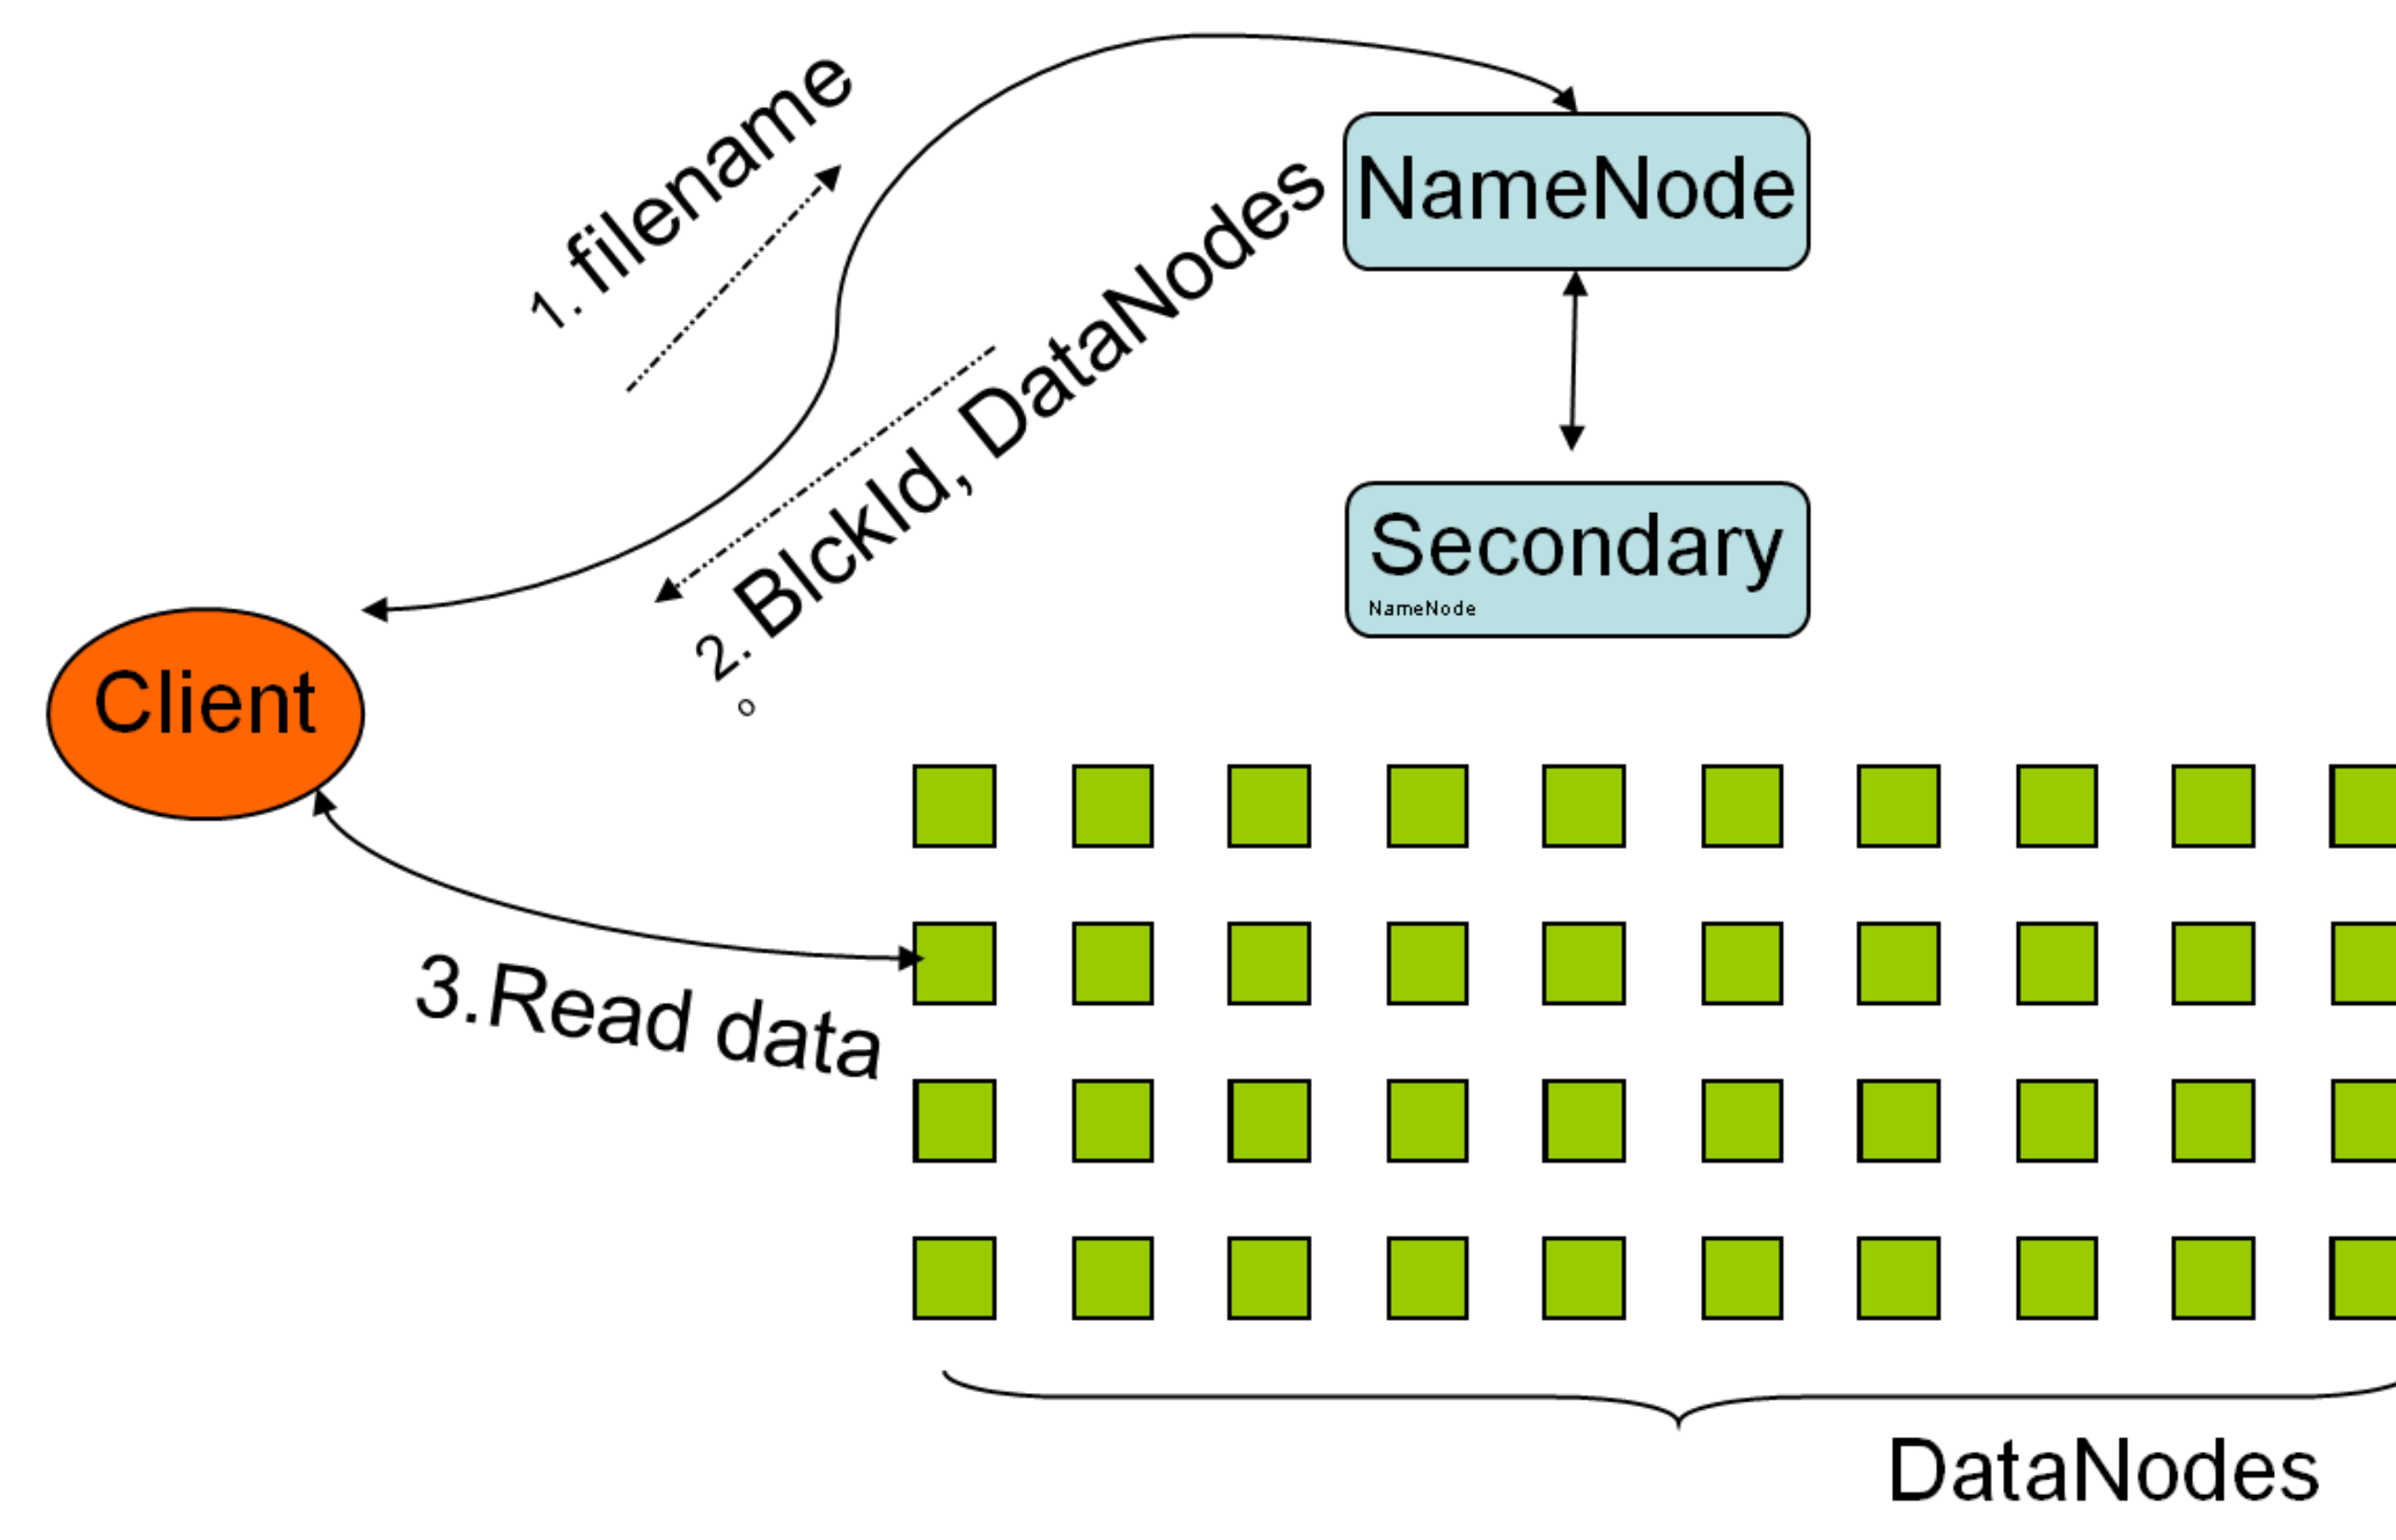 1. filename
NameNode
2. BlckId, DataNodes
o
Secondary
NameNode
Client
3.Read data
DataNodes